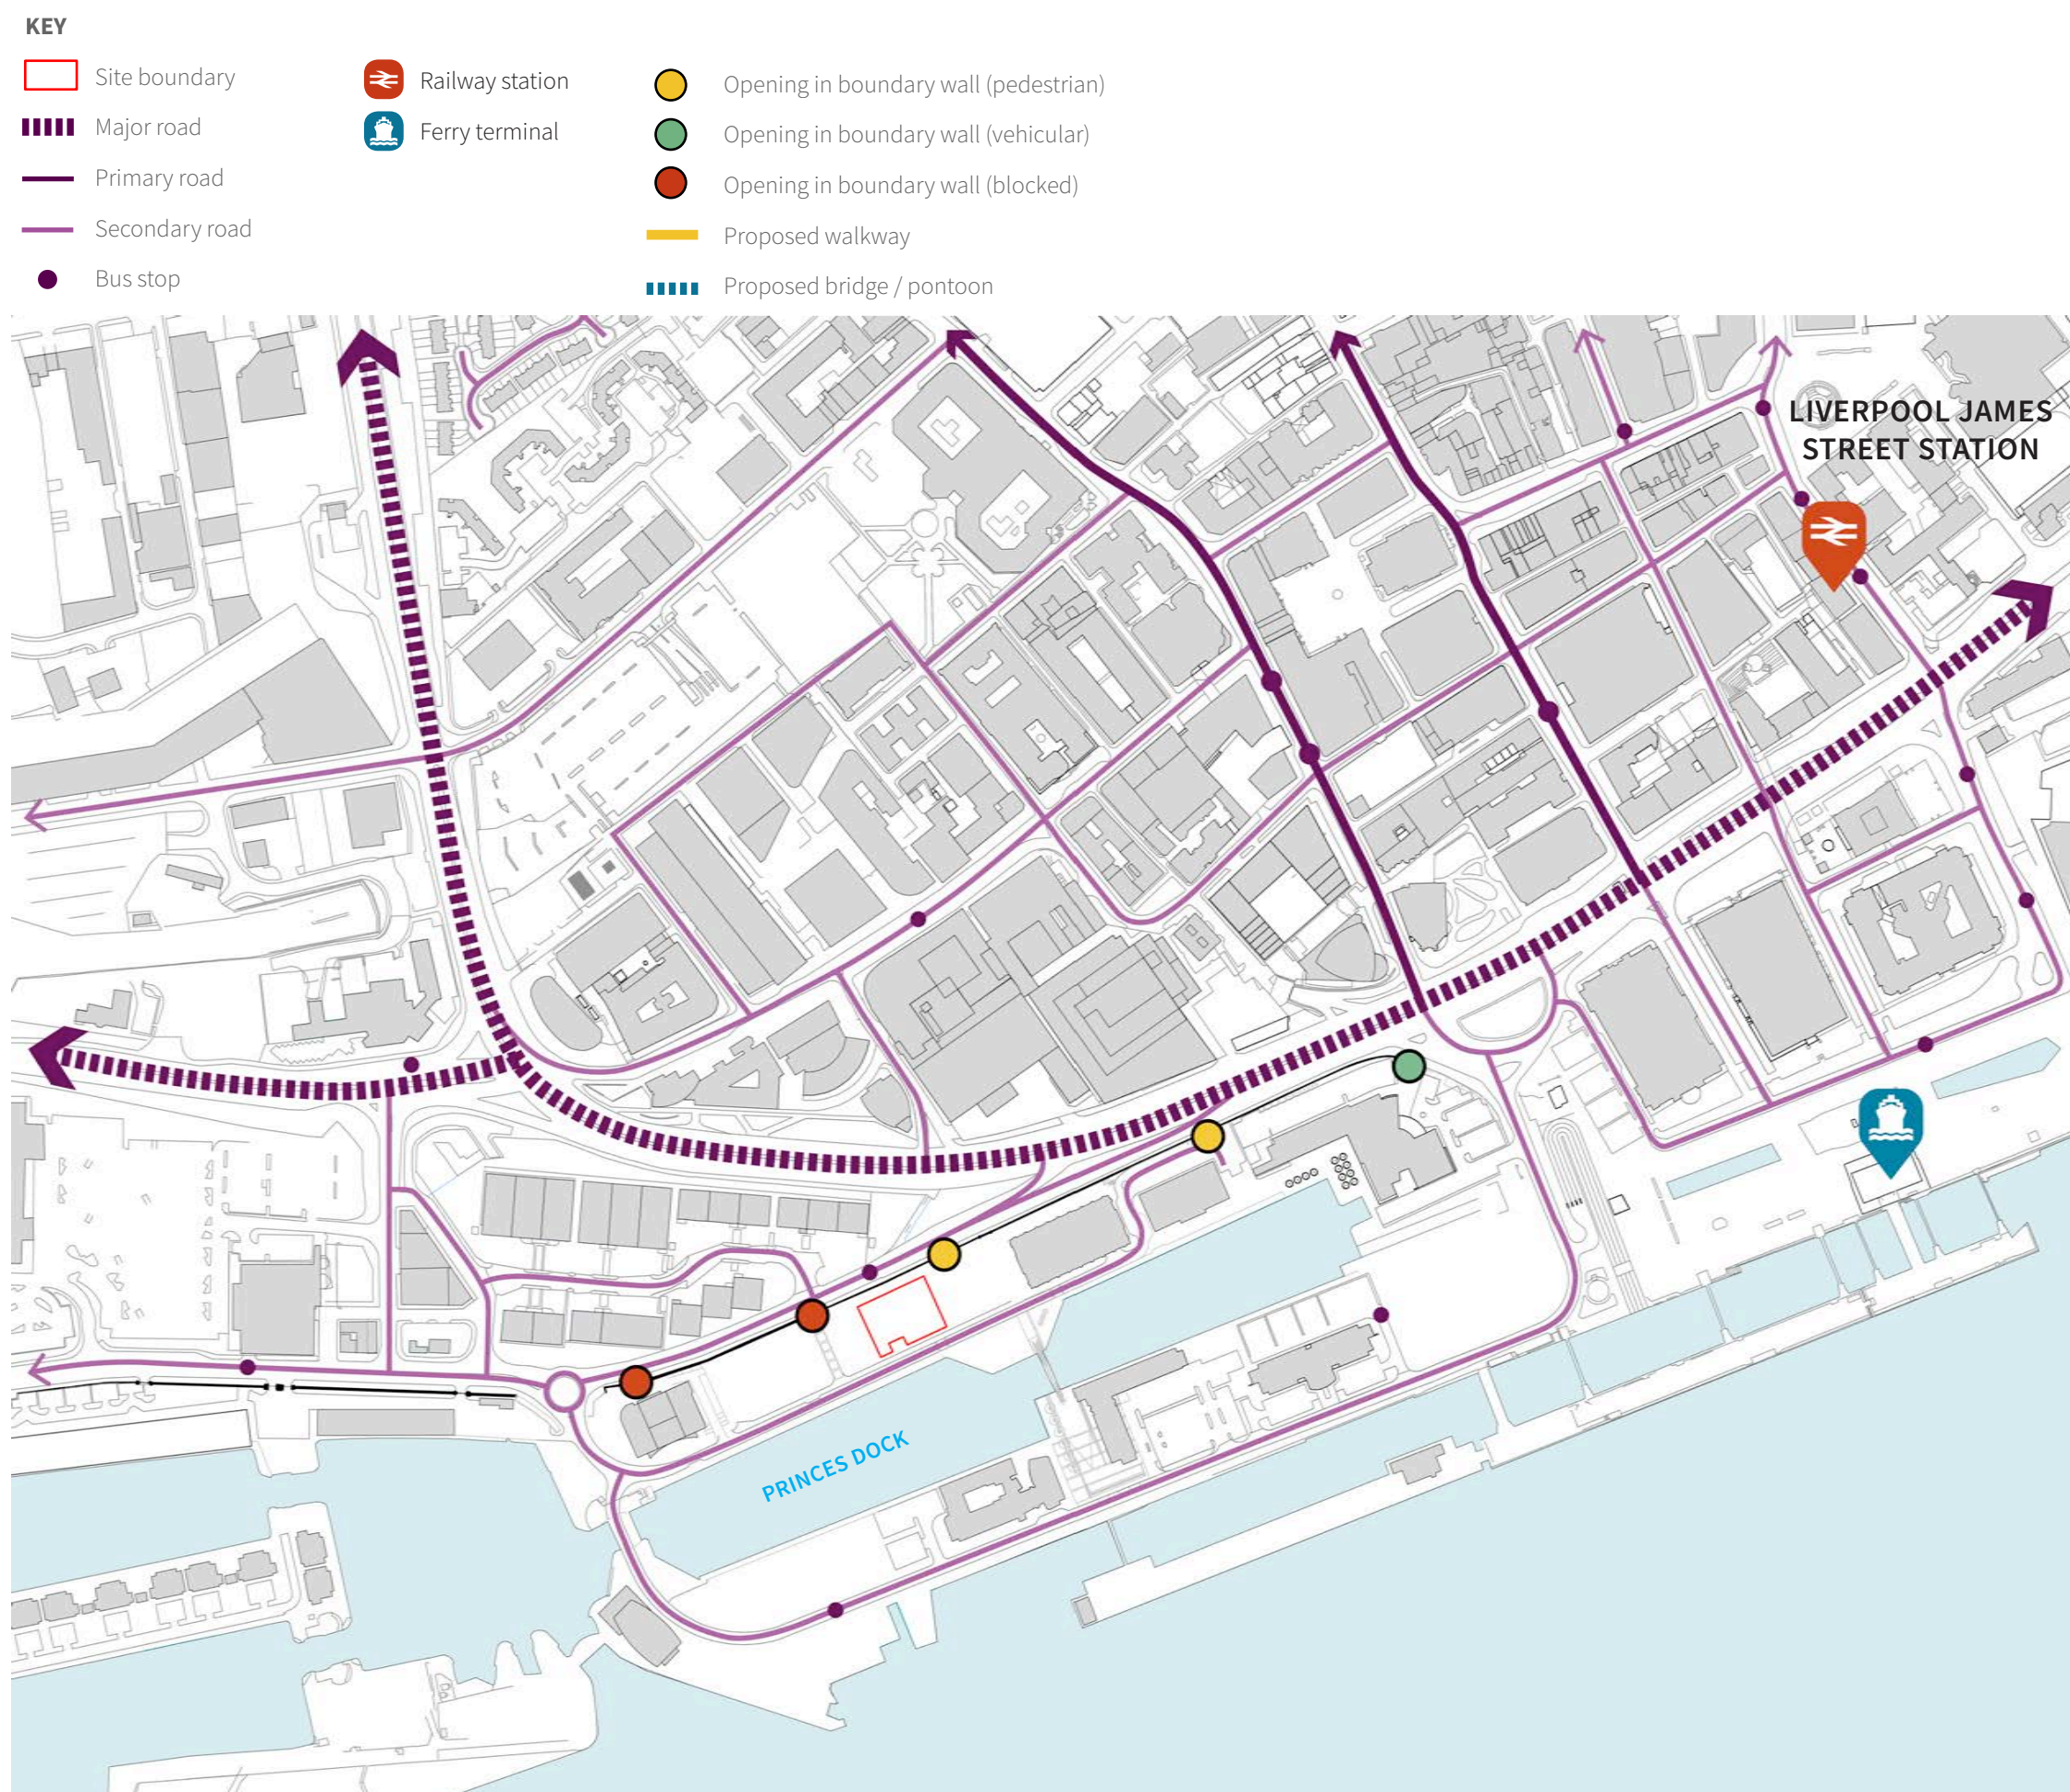 KEY
Site boundary
Major road
Primary road
Secondary road
Bus stop
Railway station
Ferry terminal
Opening in boundary wall (pedestrian)
Opening in boundary wall (vehicular)
Opening in boundary wall (blocked)
Proposed walkway
Proposed bridge / pontoon
LIVERPOOL JAMES
STREET STATION
PRINCES DOCK